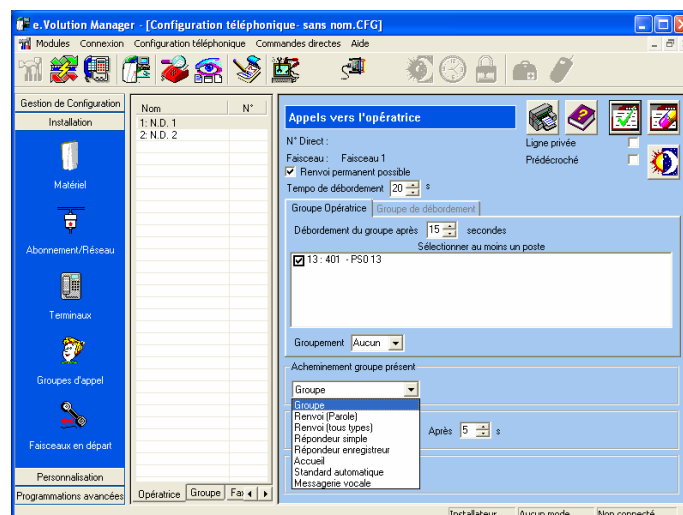 e.Volution Manager - [Configuration téléphonique- sans nom.CFG]
Modules Connexion Configuration téléphonique Commandes directes Aide
Gestion de Configuration
Installation
Matériel
Abonnement/Réseau
Terminaux
Groupes d'appel
Faisceaux en départ
Personnalisation
Programmations avancées
Nom N°
1: N.D. 1
2: N.D. 2
Opératrice Groupe Fai
Appels vers l'opératrice
N° Direct :
Ligne privée
Faisceau : Faisceau 1
Prédécroché
Renvoi permanent possible
Tempo de débordement 20 s
Groupe Opératrice Groupe de débordement
Débordement du groupe après 15 secondes
Sélectionner au moins un poste
13 : 401 - PS0 13
Groupement Aucun
Acheminement groupe présent
Groupe
Groupe
Renvoi (Parole)
Renvoi (tous types)
Répondeur simple
Répondeur enregistreur
Accueil
Standard automatique
Messagerie vocale
Après 5 s
Installateur Aucun mode Non connecté